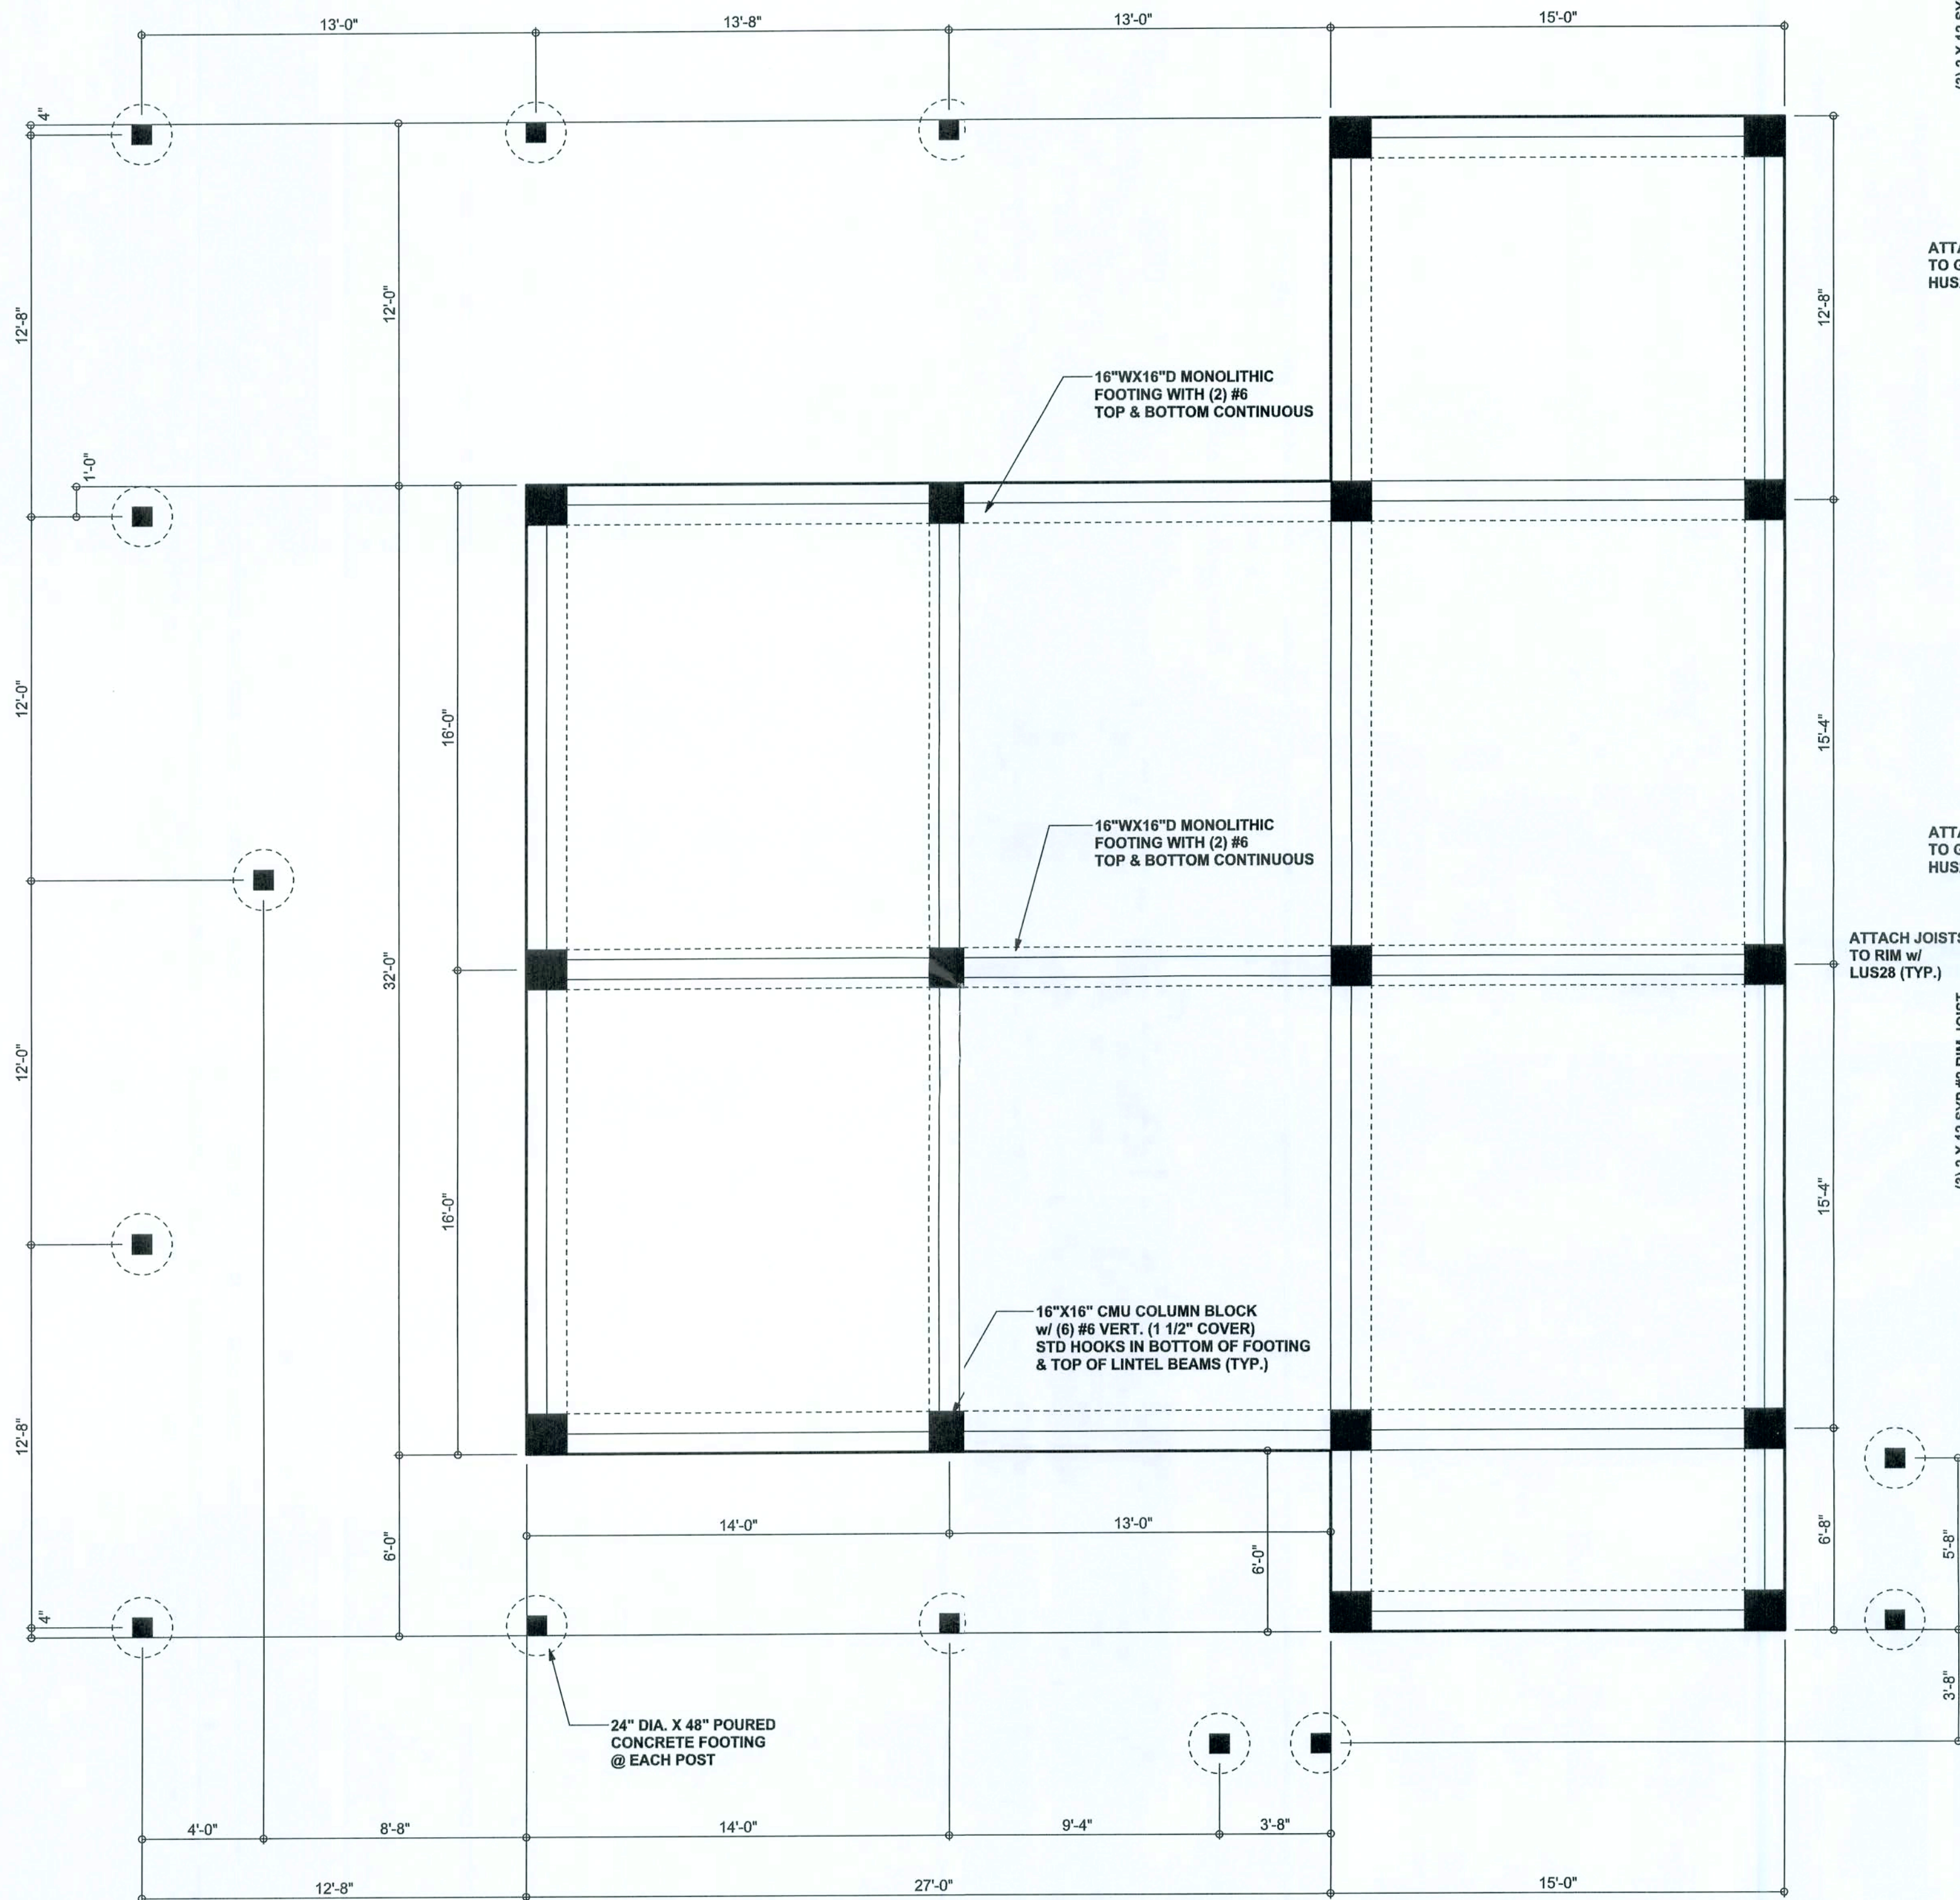 13'-0"
13'-8"
13'-0"
15'-0"
4"
12'-8"
12'-0"
12'-8"
ATTA
TO G
HUS
16"WX16"D MONOLITHIC
FOOTING WITH (2) #6
TOP & BOTTOM CONTINUOUS
1'-0"
12'-0"
16'-0"
15'-4"
16"WX16"D MONOLITHIC
FOOTING WITH (2) #6
TOP & BOTTOM CONTINUOUS
ATTA
TO G
HUS
ATTACH JOISTS
TO RIM w/
LUS28 (TYP.)
32'-0"
12'-0"
16'-0"
15'-4"
16"X16" CMU COLUMN BLOCK
w/ (6) #6 VERT. (1 1/2" COVER)
STD HOOKS IN BOTTOM OF FOOTING
& TOP OF LINTEL BEAMS (TYP.)
12'-8"
14'-0"
13'-0"
6'-0"
6'-0"
6'-8"
5'-8"
4"
3'-8"
24" DIA. X 48" POURED
CONCRETE FOOTING
@ EACH POST
4'-0"
8'-8"
14'-0"
9'-4"
3'-8"
12'-8"
27'-0"
15'-0"